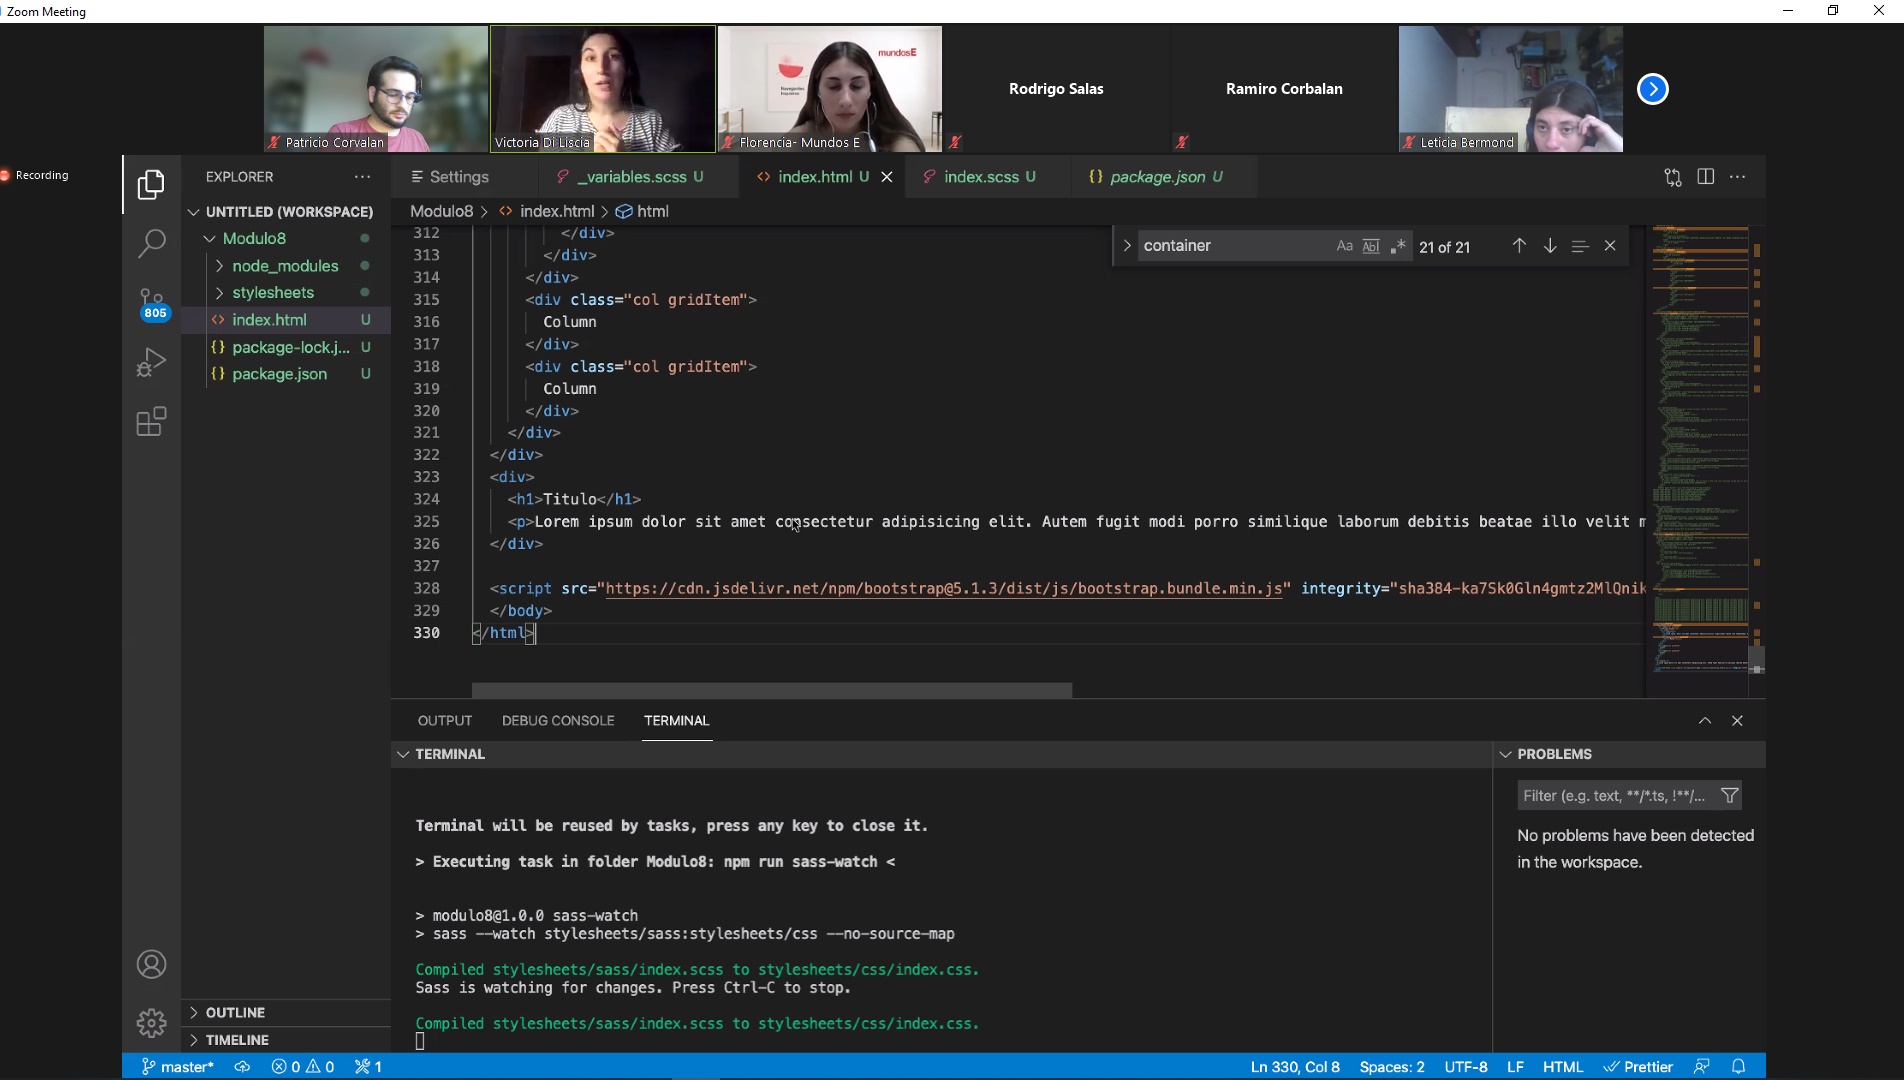 Zoom Meeting
mundosE
Navegantes
Inquietos
Rodrigo Salas
Ramiro Corbalan
Patricio Corvalan
Victoria Di Liscia
Florencia- Mundos E
Leticia Bermond
Recording
EXPLORER
Settings
_variables.scss U
index.html U
index.scss U
package.json U
UNTITLED (WORKSPACE)
Modulo8
node_modules
stylesheets
index.html U
package-lock.j... U
package.json U
805
Modulo8 > index.html > html
container
Aa Abl .* 21 of 21
312 </div>
313 </div>
314 </div>
315 <div class="col gridItem">
316 Column
317 </div>
318 <div class="col gridItem">
319 Column
320 </div>
321 </div>
322 </div>
323 <div>
324 <h1>Titulo</h1>
325 <p>Lorem ipsum dolor sit amet consectetur adipisicing elit. Autem fugit modi porro similique laborum debitis beatae illo velit m
326 </div>
327
328 <script src="https://cdn.jsdelivr.net/npm/bootstrap@5.1.3/dist/js/bootstrap.bundle.min.js" integrity="sha384-ka7Sk0Gln4gmtz2MlQnik
329 </body>
330 </html>
OUTPUT DEBUG CONSOLE TERMINAL
TERMINAL
Terminal will be reused by tasks, press any key to close it.
> Executing task in folder Modulo8: npm run sass-watch <
> modulo8@1.0.0 sass-watch
> sass --watch stylesheets/sass:stylesheets/css --no-source-map
Compiled stylesheets/sass/index.scss to stylesheets/css/index.css.
Sass is watching for changes. Press Ctrl-C to stop.
Compiled stylesheets/sass/index.scss to stylesheets/css/index.css.
PROBLEMS
Filter (e.g. text, **/*.ts, !**/...
No problems have been detected
in the workspace.
OUTLINE
TIMELINE
master* 0 0 1
Ln 330, Col 8 Spaces: 2 UTF-8 LF HTML Prettier